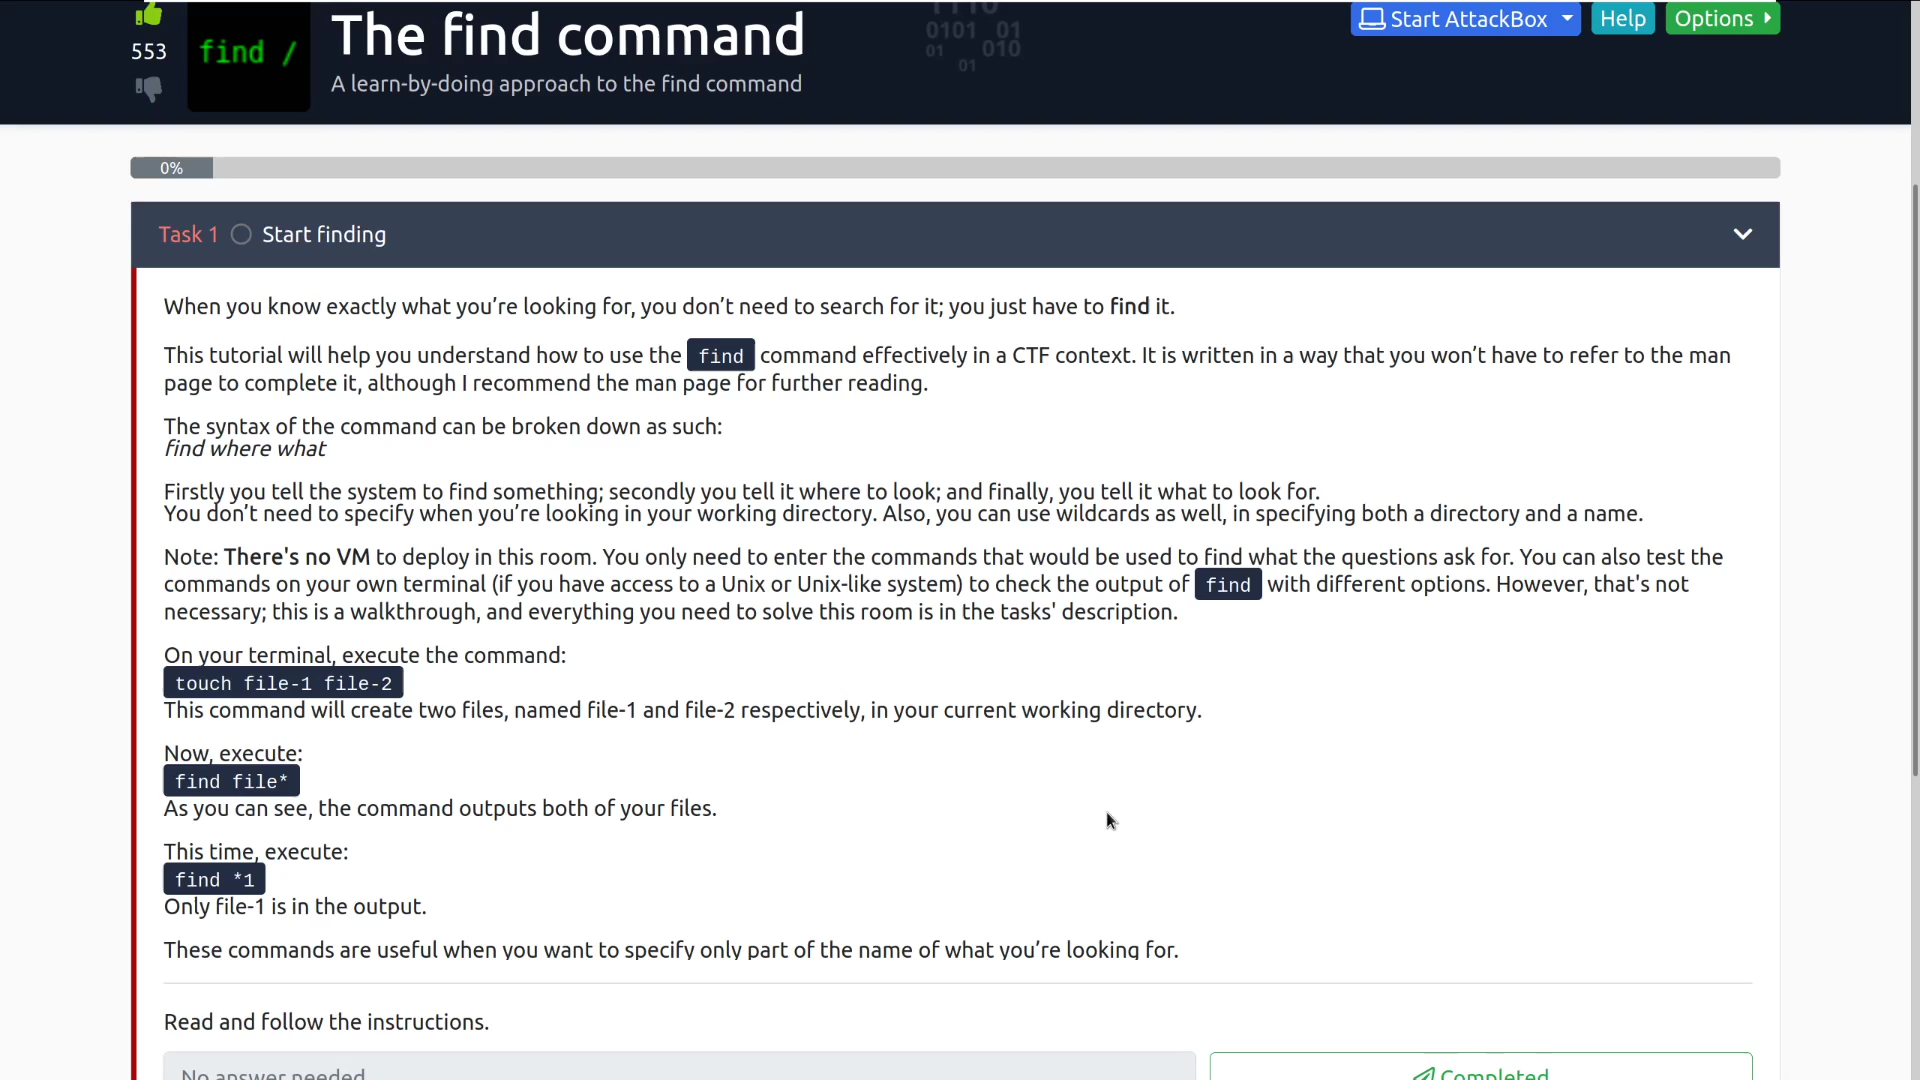 553
find /
The find command
A learn-by-doing approach to the find command
1110
0101 01
01 010
01
Start AttackBox
Help
Options
0%
Task 1 Start finding
When you know exactly what you’re looking for, you don’t need to search for it; you just have to find it.
This tutorial will help you understand how to use the find command effectively in a CTF context. It is written in a way that you won’t have to refer to the man
page to complete it, although I recommend the man page for further reading.
The syntax of the command can be broken down as such:
find where what
Firstly you tell the system to find something; secondly you tell it where to look; and finally, you tell it what to look for.
You don’t need to specify when you’re looking in your working directory. Also, you can use wildcards as well, in specifying both a directory and a name.
Note: There's no VM to deploy in this room. You only need to enter the commands that would be used to find what the questions ask for. You can also test the
commands on your own terminal (if you have access to a Unix or Unix-like system) to check the output of find with different options. However, that's not
necessary; this is a walkthrough, and everything you need to solve this room is in the tasks' description.
On your terminal, execute the command:
touch file-1 file-2
This command will create two files, named file-1 and file-2 respectively, in your current working directory.
Now, execute:
find file*
As you can see, the command outputs both of your files.
This time, execute:
find *1
Only file-1 is in the output.
These commands are useful when you want to specify only part of the name of what you’re looking for.
Read and follow the instructions.
No answer needed
Completed